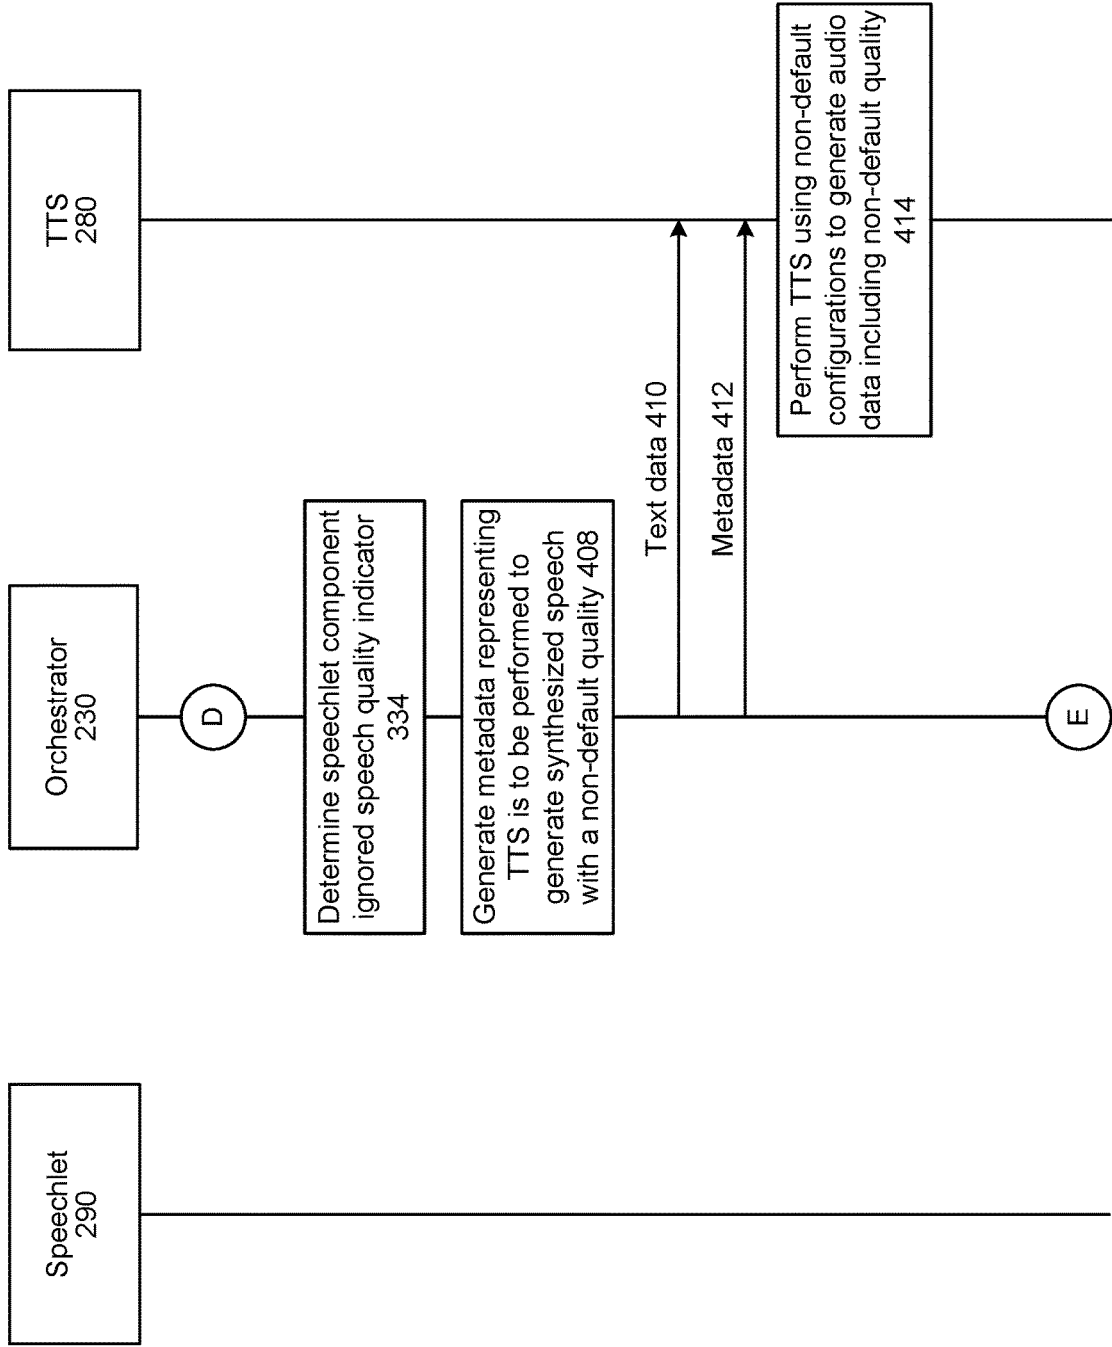 Speechlet
290
Orchestrator
230
TTS
280
D
Determine speechlet component
ignored speech quality indicator
334
Generate metadata representing
TTS is to be performed to
generate synthesized speech
with a non-default quality 408
Text data 410
Metadata 412
Perform TTS using non-default
configurations to generate audio
data including non-default quality
414
E